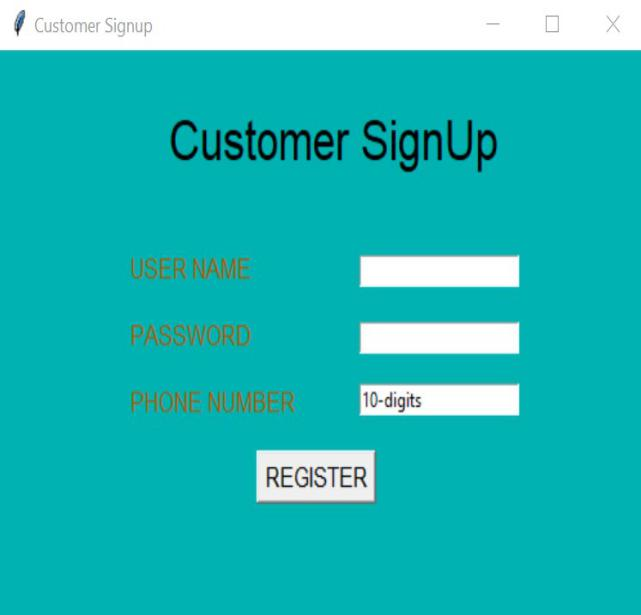 Customer Signup
Customer SignUp
USER NAME
PASSWORD
PHONE NUMBER 10-digits
REGISTER